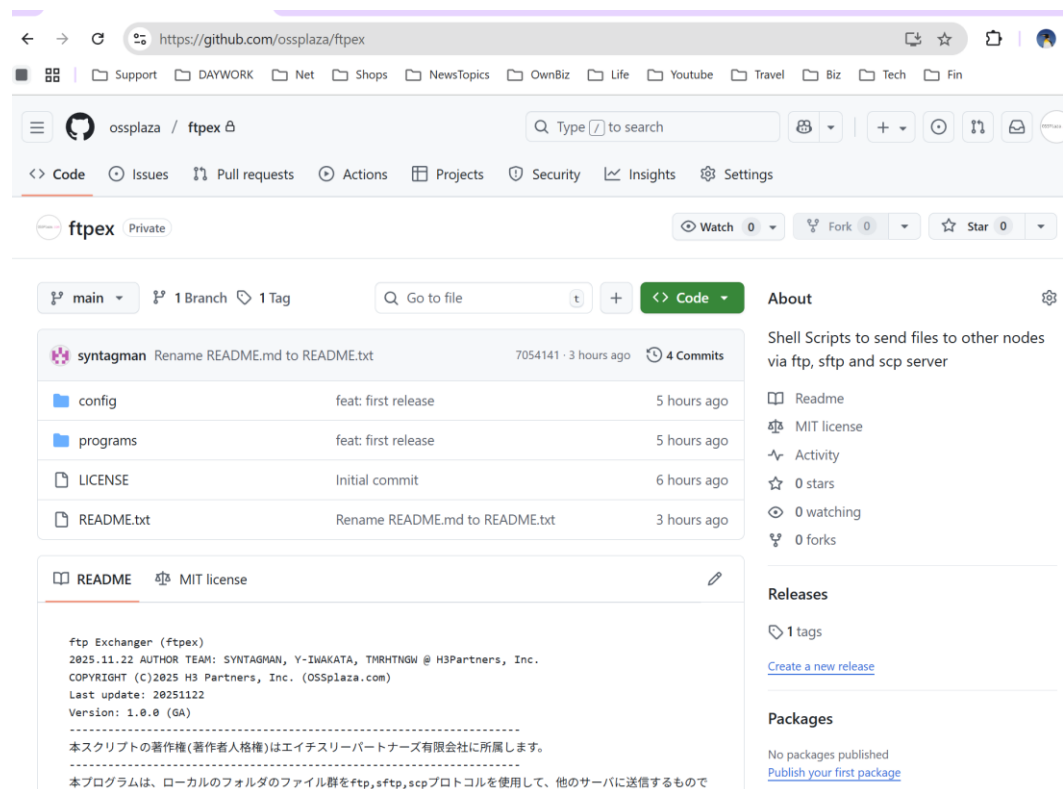 https://github.com/ossplaza/ftpex
Support DAYWORK Net Shops NewsTopics OwnBiz Life Youtube Travel Biz Tech Fin
ossplaza / ftpex
Type / to search
Code Issues Pull requests Actions Projects Security Insights Settings
ftpex Private
Watch 0 Fork 0 Star 0
main 1 Branch 1 Tag Go to file t + Code
syntagman Rename README.md to README.txt 7054141 · 3 hours ago 4 Commits
config feat: first release 5 hours ago
programs feat: first release 5 hours ago
LICENSE Initial commit 6 hours ago
README.txt Rename README.md to README.txt 3 hours ago
README MIT license
ftp Exchanger (ftpex)
2025.11.22 AUTHOR TEAM: SYNTAGMAN, Y-IWAKATA, TMRHTNGW @ H3Partners, Inc.
COPYRIGHT (C)2025 H3 Partners, Inc. (OSSplaza.com)
Last update: 20251122
Version: 1.0.0 (GA)
----------------------------------------------------------------------
本スクリプトの著作権(著作者人格権)はエイチスリーパートナーズ有限会社に所属します。
----------------------------------------------------------------------
本プログラムは、ローカルのフォルダのファイル群をftp,sftp,scpプロトコルを使用して、他のサーバに送信するもので
About
Shell Scripts to send files to other nodes
via ftp, sftp and scp server
Readme
MIT license
Activity
0 stars
0 watching
0 forks
Releases
1 tags
Create a new release
Packages
No packages published
Publish your first package